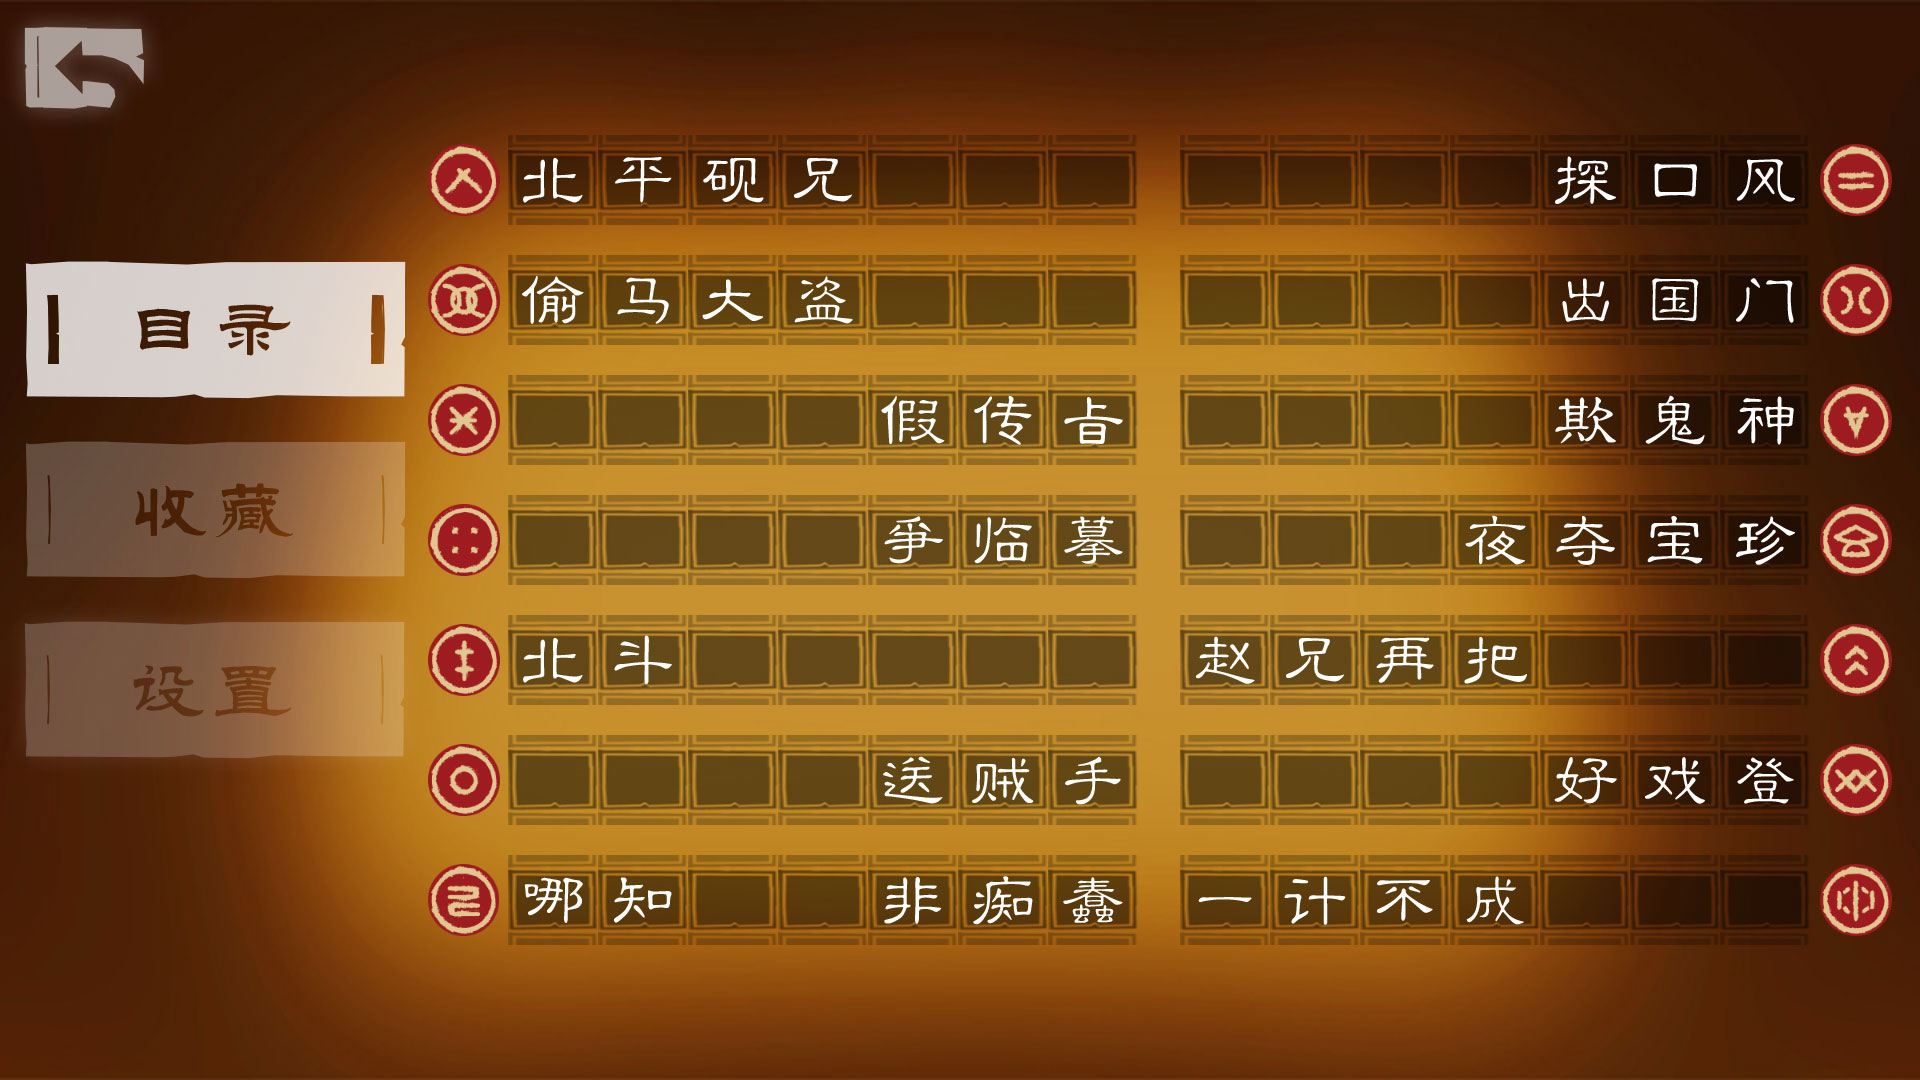 目录
收藏
设置
北平砚兄
探口风
偷马大盗
出国门
假传旨
欺鬼神
争临摹
夜夺宝珍
北斗
赵兄再把
送贼手
好戏登
哪知 非痴蠢
一计不成